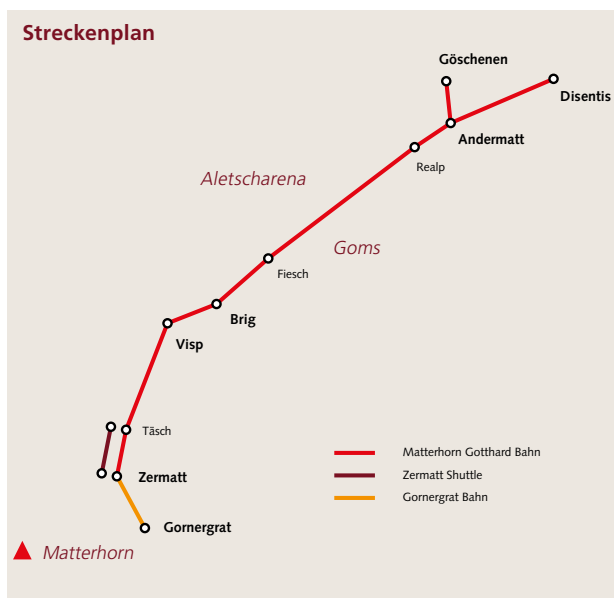 Streckenplan
Göschenen
Disentis
Andermatt
Realp
Aletscharena
Goms
Fiesch
Brig
Visp
Täsch
Zermatt
Gornergrat
Matterhorn
Matterhorn Gotthard Bahn
Zermatt Shuttle
Gornergrat Bahn